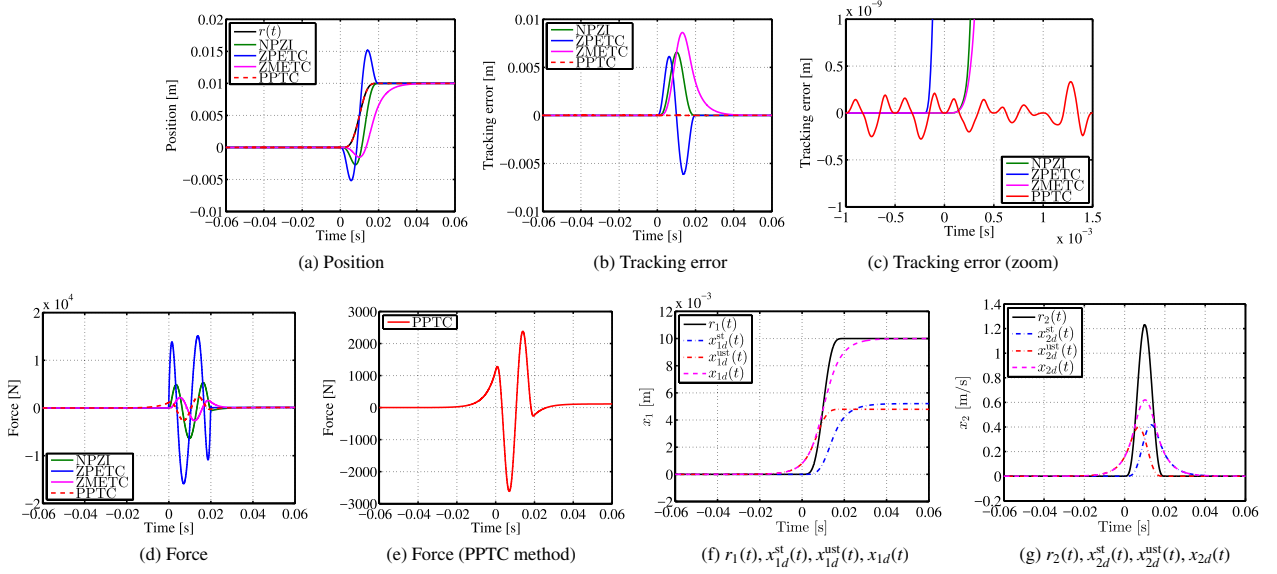 0.02
0.015
0.01
0.005
0
−0.005
−0.01
Position [m]
r(t)
NPZI
ZPETC
ZMETC
PPTC
−0.06 −0.04 −0.02 0 0.02 0.04 0.06
Time [s]
(a) Position
0.01
0.005
0
−0.005
−0.01
Tracking error [m]
NPZI
ZPETC
ZMETC
PPTC
−0.06 −0.04 −0.02 0 0.02 0.04 0.06
Time [s]
(b) Tracking error
x 10⁻⁹
1
0.5
0
−0.5
−1
Tracking error [m]
NPZI
ZPETC
ZMETC
PPTC
−1 −0.5 0 0.5 1 1.5
Time [s]
x 10⁻³
(c) Tracking error (zoom)
x 10⁴
2
1
0
−1
−2
Force [N]
NPZI
ZPETC
ZMETC
PPTC
−0.06 −0.04 −0.02 0 0.02 0.04 0.06
Time [s]
(d) Force
3000
2000
1000
0
−1000
−2000
−3000
Force [N]
PPTC
−0.06 −0.04 −0.02 0 0.02 0.04 0.06
Time [s]
(e) Force (PPTC method)
x 10⁻³
12
10
8
6
4
2
0
−2
x₁ [m]
r₁(t)
x₁dˢᵗ(t)
x₁dᵘˢᵗ(t)
x₁d(t)
−0.06 −0.04 −0.02 0 0.02 0.04 0.06
Time [s]
(f) r₁(t), x₁dˢᵗ(t), x₁dᵘˢᵗ(t), x₁d(t)
1.4
1.2
1
0.8
0.6
0.4
0.2
0
−0.2
x₂ [m/s]
r₂(t)
x₂dˢᵗ(t)
x₂dᵘˢᵗ(t)
x₂d(t)
−0.06 −0.04 −0.02 0 0.02 0.04 0.06
Time [s]
(g) r₂(t), x₂dˢᵗ(t), x₂dᵘˢᵗ(t), x₂d(t)